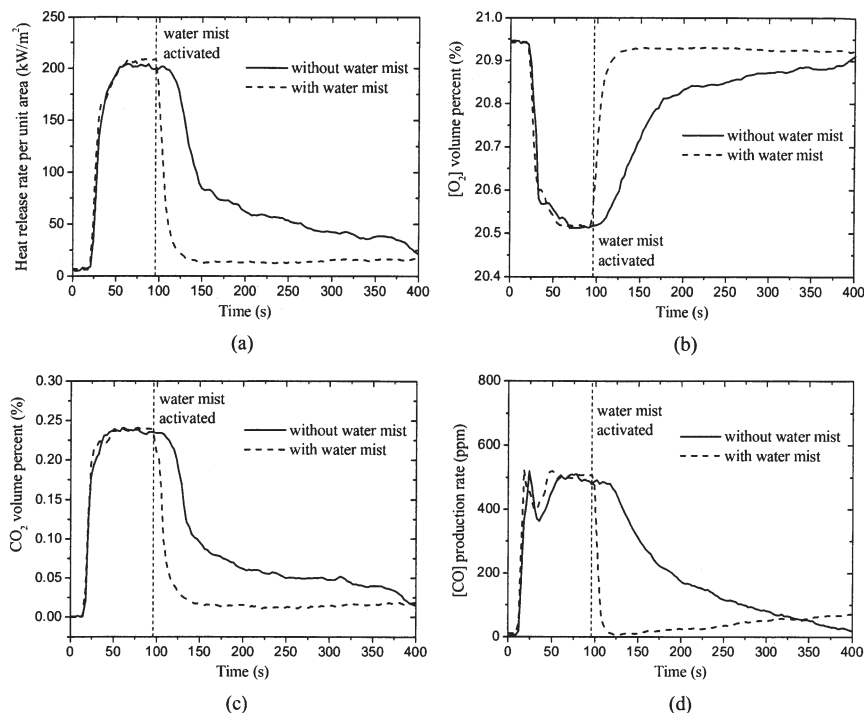 250
200
150
100
50
0
Heat release rate per unit area (kW/m²)
water mist
activated
without water mist
with water mist
0 50 100 150 200 250 300 350 400
Time (s)
(a)
21.0
20.9
20.8
20.7
20.6
20.5
20.4
[O₂] volume percent (%)
without water mist
with water mist
water mist
activated
0 50 100 150 200 250 300 350 400
Time (s)
(b)
0.30
0.25
0.20
0.15
0.10
0.05
0.00
CO₂ volume percent (%)
water mist
activated
without water mist
with water mist
0 50 100 150 200 250 300 350 400
Time (s)
(c)
800
600
400
200
0
[CO] production rate (ppm)
water mist
activated
without water mist
with water mist
0 50 100 150 200 250 300 350 400
Time (s)
(d)